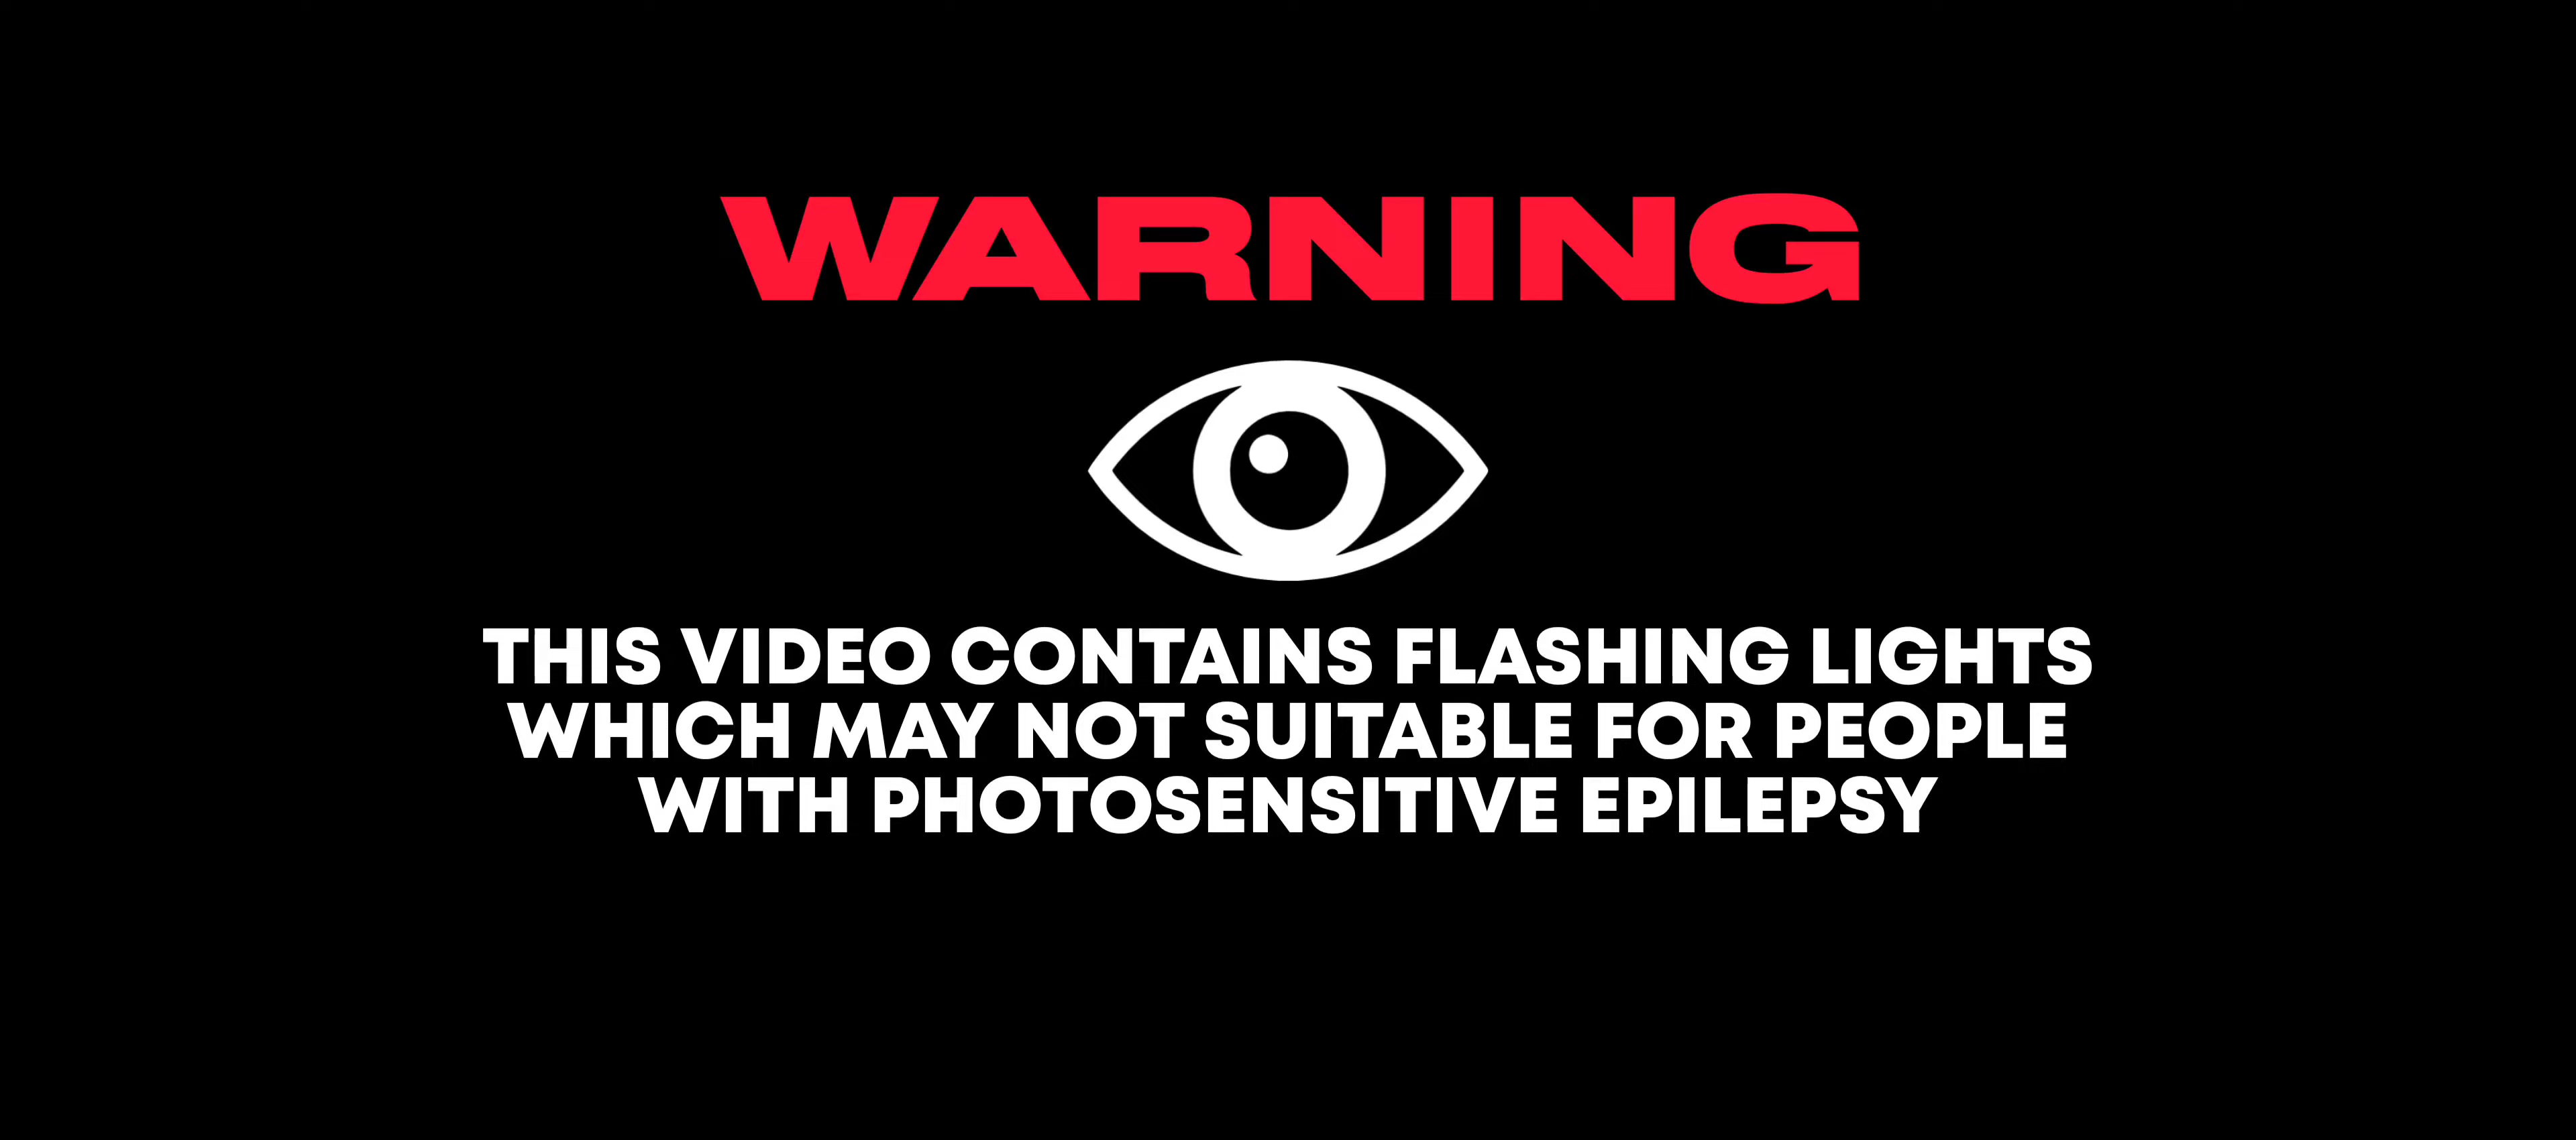 WARNING
THIS VIDEO CONTAINS FLASHING LIGHTS
WHICH MAY NOT SUITABLE FOR PEOPLE
WITH PHOTOSENSITIVE EPILEPSY